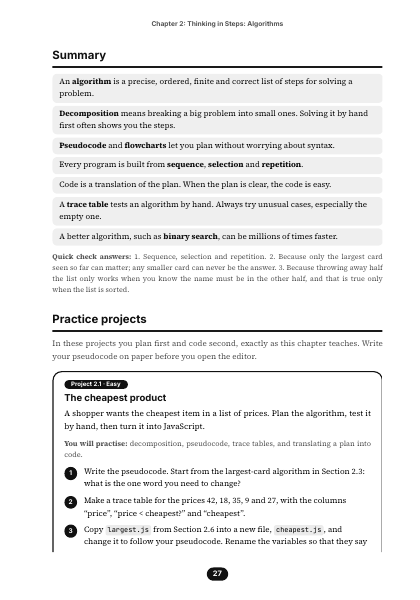 Chapter 2: Thinking in Steps: Algorithms
Summary
An algorithm is a precise, ordered, finite and correct list of steps for solving a
problem.
Decomposition means breaking a big problem into small ones. Solving it by hand
first often shows you the steps.
Pseudocode and flowcharts let you plan without worrying about syntax.
Every program is built from sequence, selection and repetition.
Code is a translation of the plan. When the plan is clear, the code is easy.
A trace table tests an algorithm by hand. Always try unusual cases, especially the
empty one.
A better algorithm, such as binary search, can be millions of times faster.
Quick check answers: 1. Sequence, selection and repetition. 2. Because only the largest card
seen so far can matter; any smaller card can never be the answer. 3. Because throwing away half
the list only works when you know the name must be in the other half, and that is true only
when the list is sorted.
Practice projects
In these projects you plan first and code second, exactly as this chapter teaches. Write
your pseudocode on paper before you open the editor.
Project 2.1 · Easy
The cheapest product
A shopper wants the cheapest item in a list of prices. Plan the algorithm, test it
by hand, then turn it into JavaScript.
You will practise: decomposition, pseudocode, trace tables, and translating a plan into
code.
1 Write the pseudocode. Start from the largest-card algorithm in Section 2.3:
what is the one word you need to change?
2 Make a trace table for the prices 42, 18, 35, 9 and 27, with the columns
“price”, “price < cheapest?” and “cheapest”.
3 Copy largest.js from Section 2.6 into a new file, cheapest.js, and
change it to follow your pseudocode. Rename the variables so that they say
27